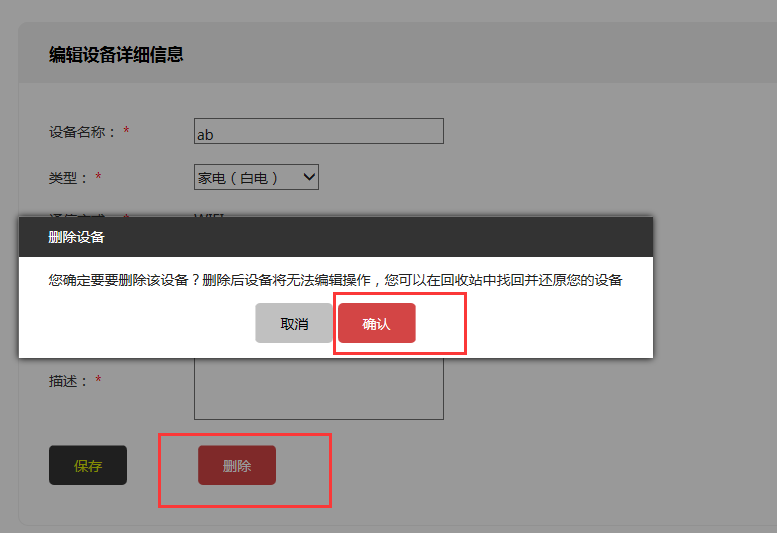 编辑设备详细信息
设备名称： *
ab
类型： *
家电（白电）
删除设备
您确定要要删除该设备？删除后设备将无法编辑操作，您可以在回收站中找回并还原您的设备
取消
确认
描述： *
保存
删除